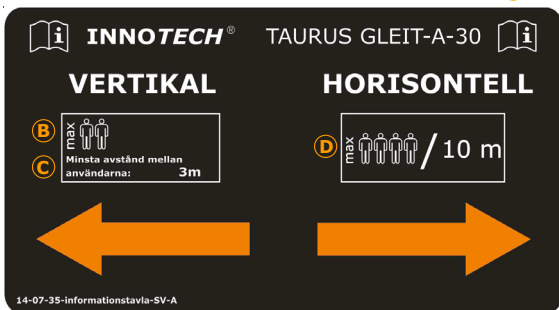 INNOTECH® TAURUS GLEIT-A-30
VERTIKAL
HORISONTELL
B
max
C
Minsta avstånd mellan
användarna: 3m
D
max / 10 m
14-07-35-informationstavla-SV-A